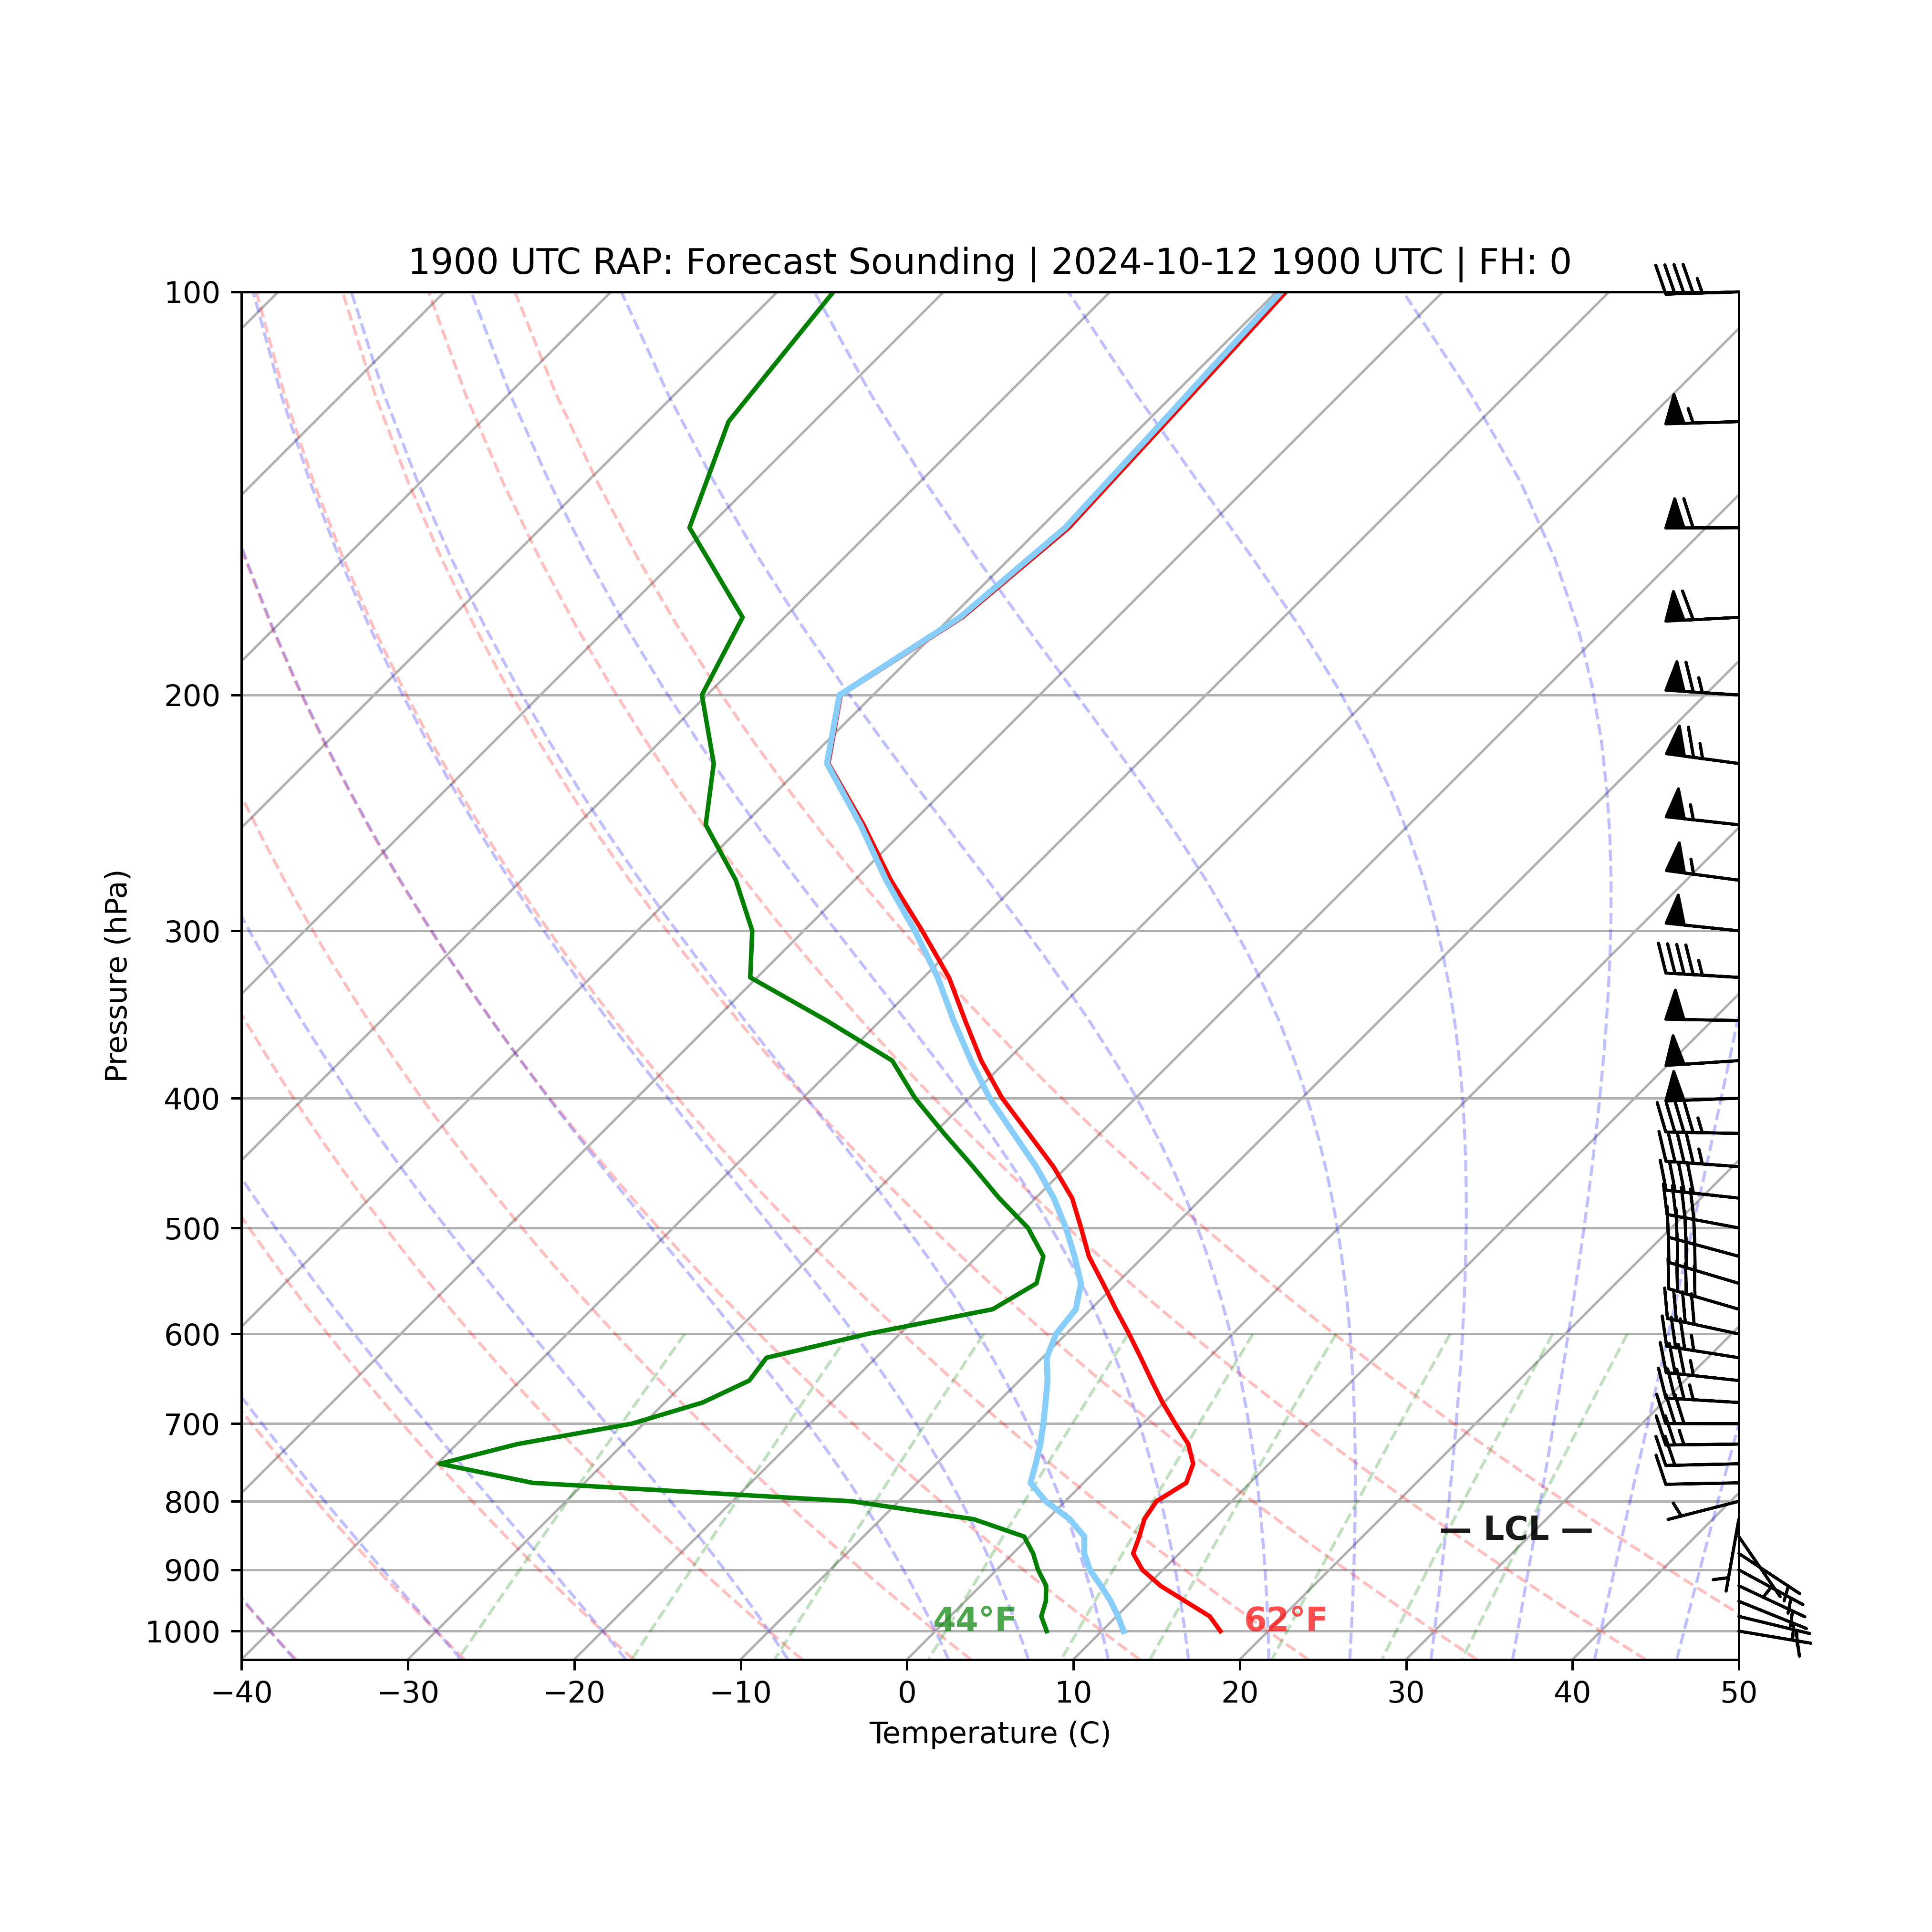 1900 UTC RAP: Forecast Sounding | 2024-10-12 1900 UTC | FH: 0
100
200
300
400
500
600
700
800
900
1000
Pressure (hPa)
— LCL —
44°F
62°F
−40 −30 −20 −10 0 10 20 30 40 50
Temperature (C)